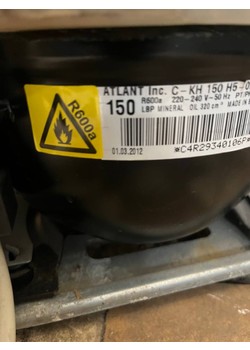 ATLANT Inc. C-KH 150 H5-0
150 R600a 220-240 V-50 Hz
LBP MINERAL OIL 320 cm³ MADE IN
R600a
01.03.2012
*C4R29340106P*